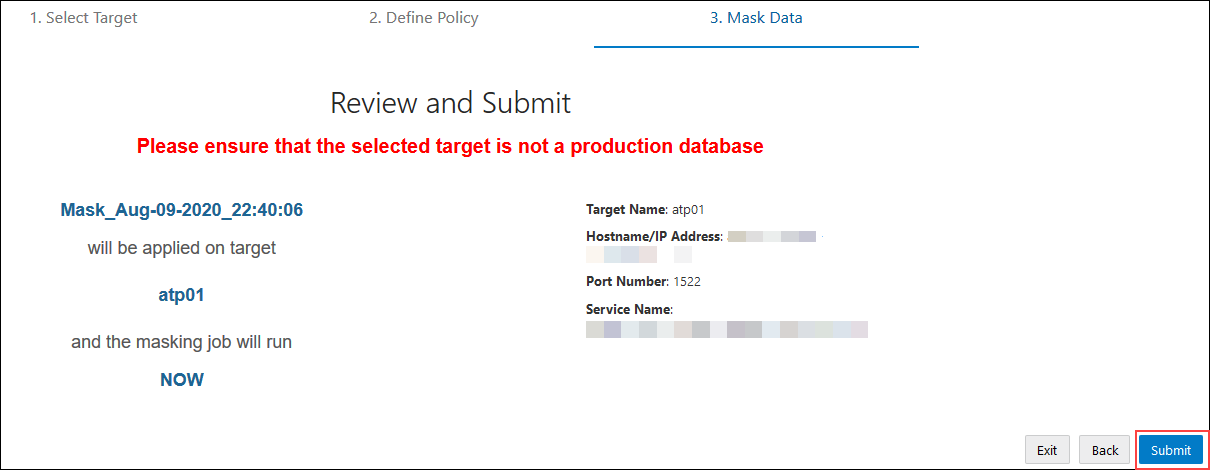 1. Select Target
2. Define Policy
3. Mask Data
Review and Submit
Please ensure that the selected target is not a production database
Mask_Aug-09-2020_22:40:06
will be applied on target
atp01
and the masking job will run
NOW
Target Name: atp01
Hostname/IP Address:
Port Number: 1522
Service Name:
Exit
Back
Submit